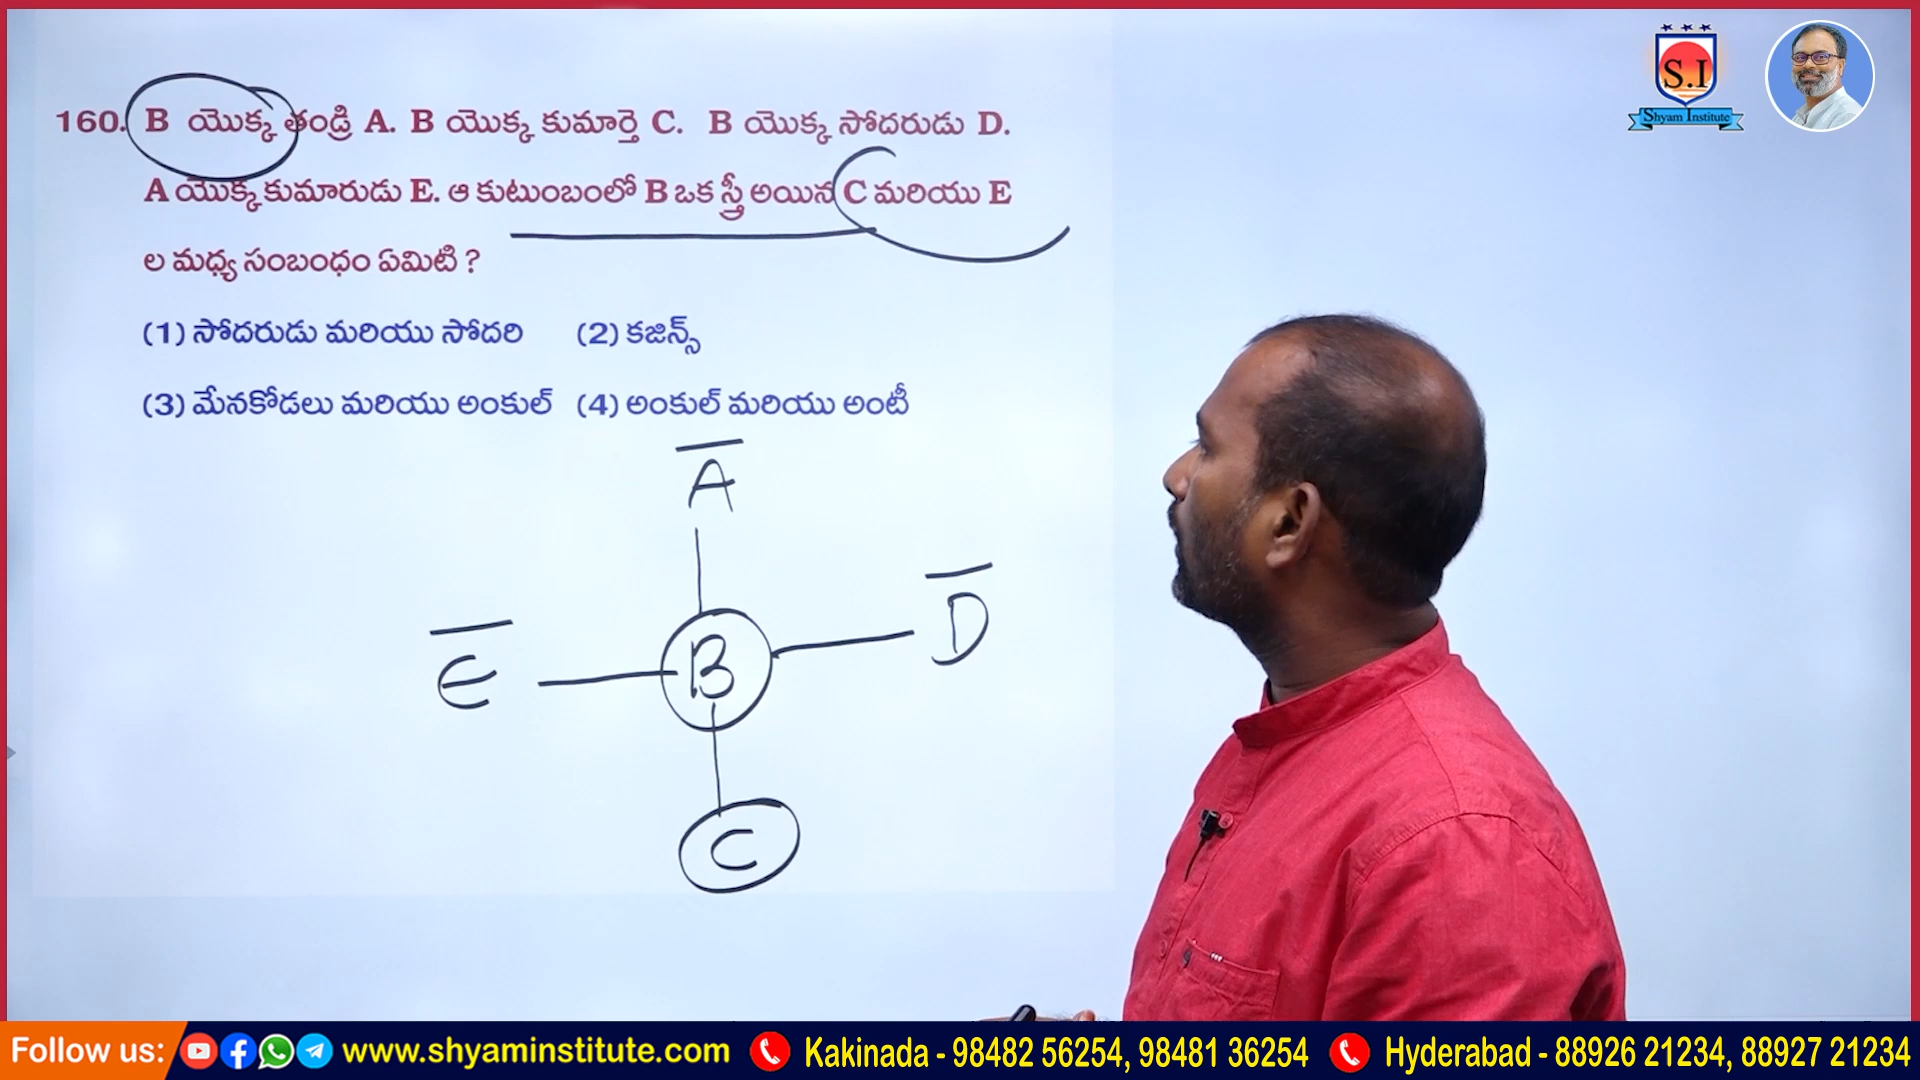 S.I
Shyam Institute
160. B యొక్క తండ్రి A. B యొక్క కుమార్తె C. B యొక్క సోదరుడు D.
A యొక్క కుమారుడు E. ఆ కుటుంబంలో B ఒక స్త్రీ అయిన C మరియు E
ల మధ్య సంబంధం ఏమిటి ?
(1) సోదరుడు మరియు సోదరి (2) కజిన్స్
(3) మేనకోడలు మరియు అంకుల్ (4) అంకుల్ మరియు అంటీ
A
E B D
C
Follow us: www.shyaminstitute.com Kakinada - 98482 56254, 98481 36254 Hyderabad - 88926 21234, 88927 21234